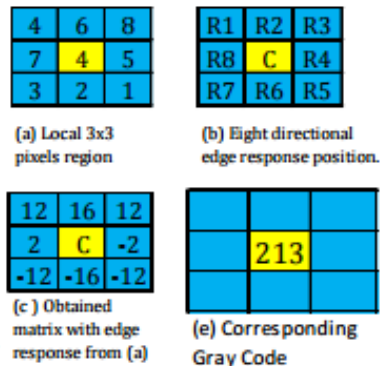 4 6 8
7 4 5
3 2 1
(a) Local 3x3
pixels region
R1 R2 R3
R8 C R4
R7 R6 R5
(b) Eight directional
edge response position.
12 16 12
2 C -2
-12 -16 -12
(c ) Obtained
matrix with edge
response from (a)
213
(e) Corresponding
Gray Code